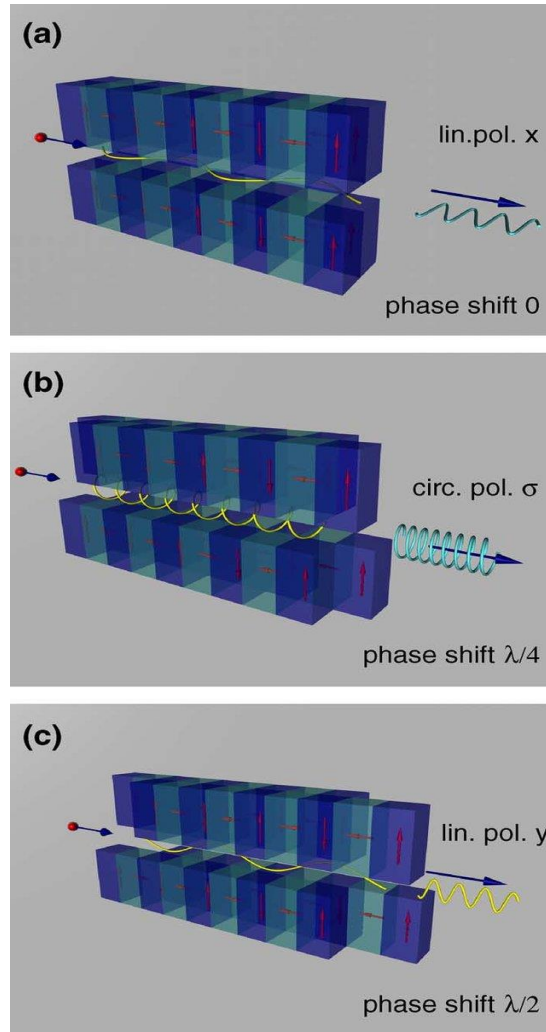 (a)
lin.pol. x
phase shift 0
(b)
circ. pol. σ
phase shift λ/4
(c)
lin. pol. y
phase shift λ/2